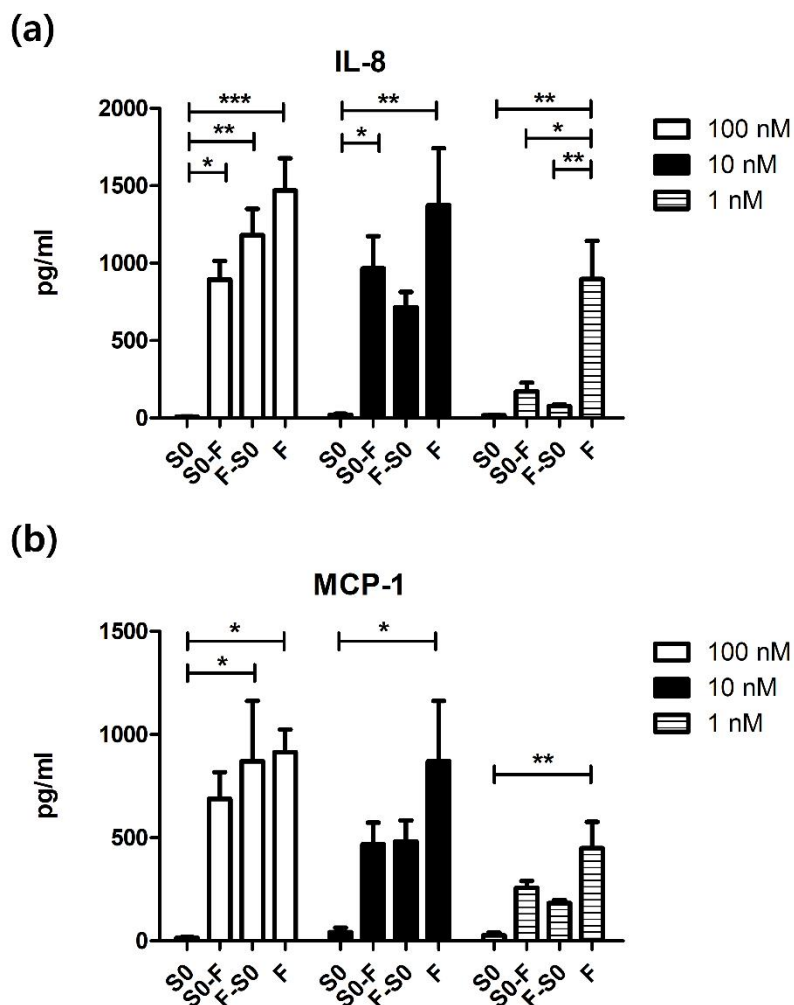 (a)
IL-8
2000
1500
1000
500
0
pg/ml
*** ** *
** *
** * **
100 nM
10 nM
1 nM
S0 S0-F F-S0 F S0 S0-F F-S0 F S0 S0-F F-S0 F
(b)
MCP-1
1500
1000
500
0
pg/ml
* *
*
**
100 nM
10 nM
1 nM
S0 S0-F F-S0 F S0 S0-F F-S0 F S0 S0-F F-S0 F